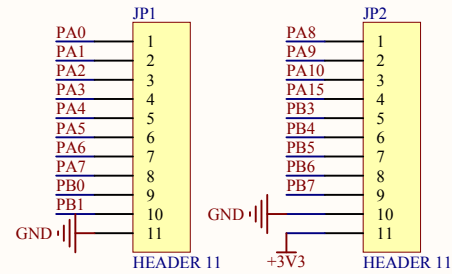 JP1
PA0 1
PA1 2
PA2 3
PA3 4
PA4 5
PA5 6
PA6 7
PA7 8
PB0 9
PB1 10
GND 11
HEADER 11
JP2
PA8 1
PA9 2
PA10 3
PA15 4
PB3 5
PB4 6
PB5 7
PB6 8
PB7 9
GND 10
+3V3 11
HEADER 11